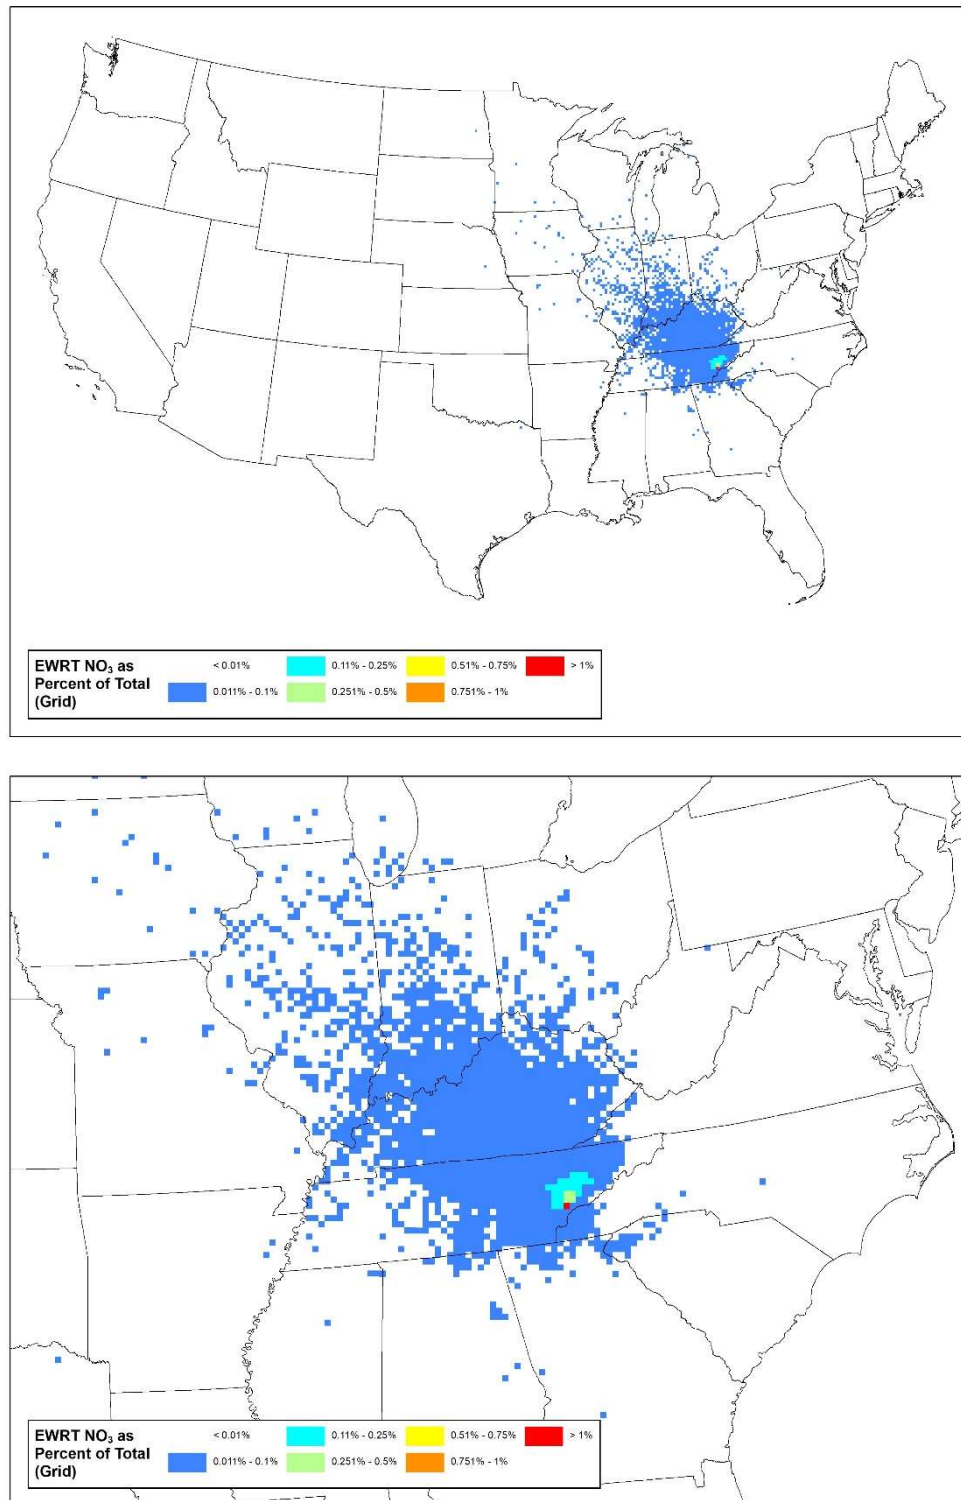 EWRT NO₃ as
Percent of Total
(Grid)
< 0.01%
0.11% - 0.25%
0.51% - 0.75%
> 1%
0.011% - 0.1%
0.251% - 0.5%
0.751% - 1%
EWRT NO₃ as
Percent of Total
(Grid)
< 0.01%
0.11% - 0.25%
0.51% - 0.75%
> 1%
0.011% - 0.1%
0.251% - 0.5%
0.751% - 1%